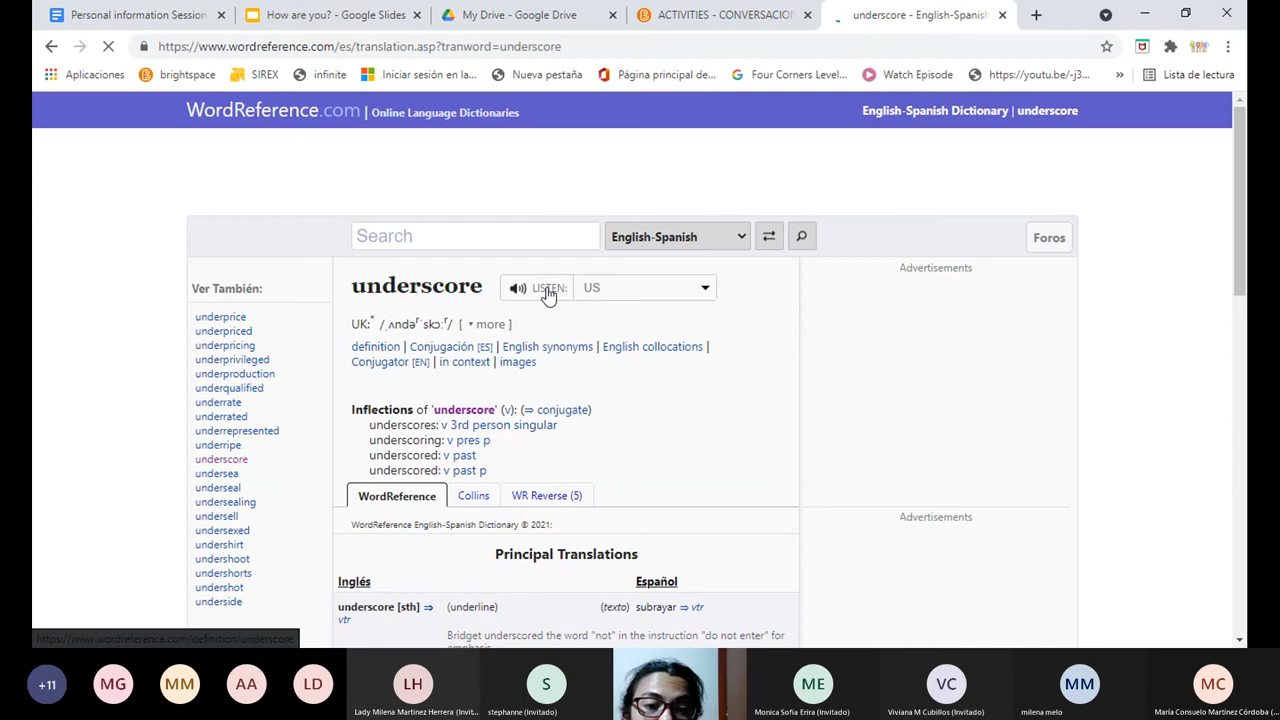 Personal information Session
How are you? - Google Slides
My Drive - Google Drive
ACTIVITIES - CONVERSACION
underscore - English-Spanish
https://www.wordreference.com/es/translation.asp?tranword=underscore
Aplicaciones
brightspace
SIREX
infinite
Iniciar sesión en la...
Nueva pestaña
Página principal de...
Four Corners Level...
Watch Episode
https://youtu.be/-j3...
»
Lista de lectura
WordReference.com | Online Language Dictionaries
English-Spanish Dictionary | underscore
Search
English-Spanish
Foros
Advertisements
Ver También:
underprice
underpriced
underpricing
underprivileged
underproduction
underqualified
underrate
underrated
underrepresented
underripe
underscore
undersea
underseal
undersealing
undersell
undersexed
undershirt
undershoot
undershorts
undershot
underside
underscore
LISTEN:
US
UK:* /ˌʌndəʳˈskɔːʳ/ [ ▾ more ]
definition | Conjugación [ES] | English synonyms | English collocations |
Conjugator [EN] | in context | images
Inflections of 'underscore' (v): (⇒ conjugate)
underscores: v 3rd person singular
underscoring: v pres p
underscored: v past
underscored: v past p
WordReference
Collins
WR Reverse (5)
Advertisements
WordReference English-Spanish Dictionary © 2021:
Principal Translations
Inglés
Español
underscore [sth] ⇒
vtr
(underline)
(texto) subrayar ⇒ vtr
Bridget underscored the word "not" in the instruction "do not enter" for
https://www.wordreference.com/definition/underscore
+11
MG
MM
AA
LD
LH
Lady Milena Martinez Herrera (Invit...
S
stephanne (Invitado)
ME
Monica Sofia Erira (Invitado)
VC
Viviana M Cubillos (Invitado)
MM
milena melo
MC
María Consuelo Martínez Córdoba (...